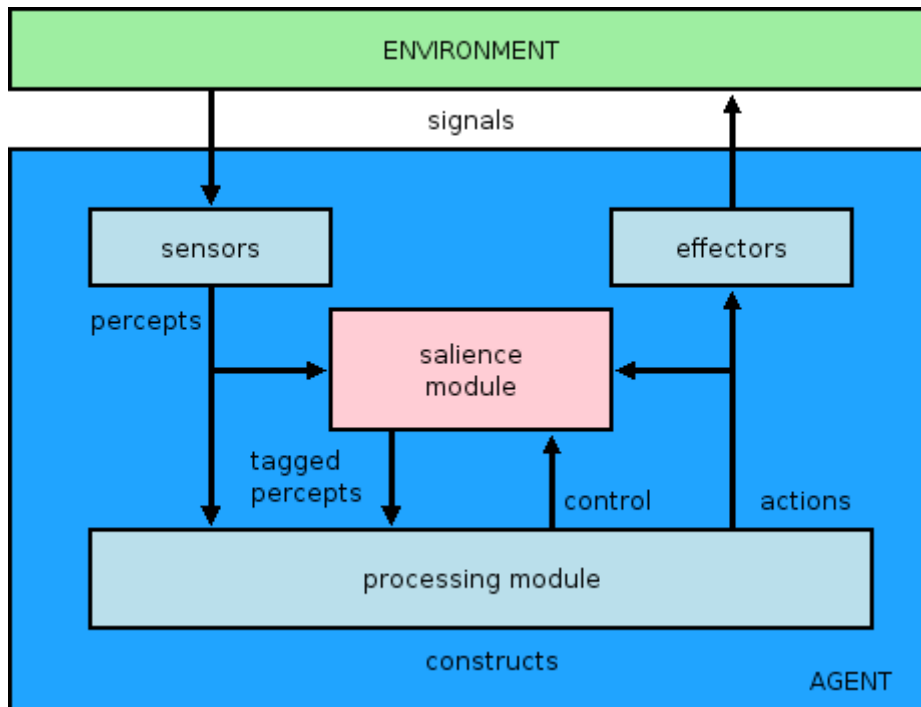 ENVIRONMENT
signals
sensors
effectors
percepts
salience
module
tagged
percepts
control
actions
processing module
constructs
AGENT